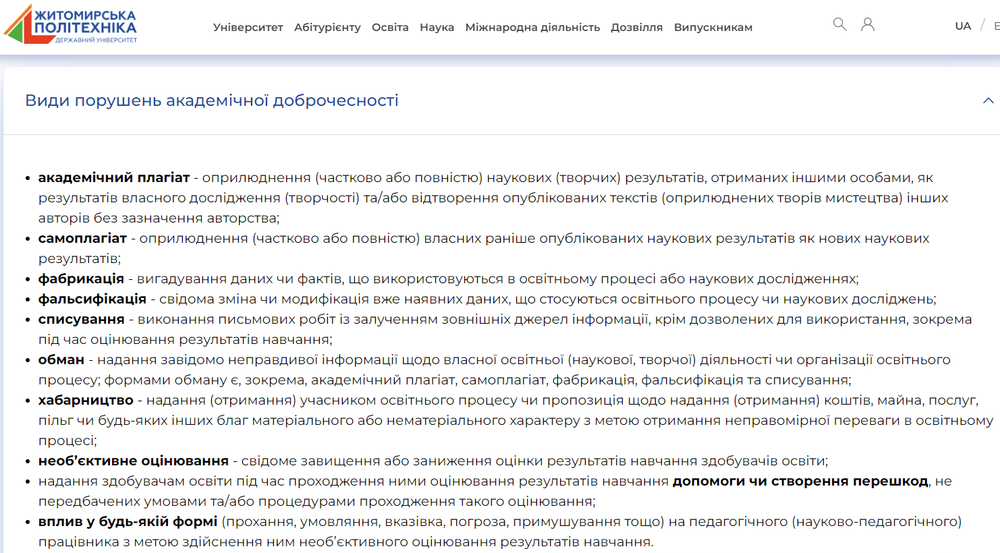 ЖИТОМИРСЬКА
ПОЛІТЕХНІКА
ДЕРЖАВНИЙ УНІВЕРСИТЕТ
Університет Абітурієнту Освіта Наука Міжнародна діяльність Дозвілля Випускникам
UA / E
Види порушень академічної доброчесності
• академічний плагіат - оприлюднення (частково або повністю) наукових (творчих) результатів, отриманих іншими особами, як
результатів власного дослідження (творчості) та/або відтворення опублікованих текстів (оприлюднених творів мистецтва) інших
авторів без зазначення авторства;
• самоплагіат - оприлюднення (частково або повністю) власних раніше опублікованих наукових результатів як нових наукових
результатів;
• фабрикація - вигадування даних чи фактів, що використовуються в освітньому процесі або наукових дослідженнях;
• фальсифікація - свідома зміна чи модифікація вже наявних даних, що стосуються освітнього процесу чи наукових досліджень;
• списування - виконання письмових робіт із залученням зовнішніх джерел інформації, крім дозволених для використання, зокрема
під час оцінювання результатів навчання;
• обман - надання завідомо неправдивої інформації щодо власної освітньої (наукової, творчої) діяльності чи організації освітнього
процесу; формами обману є, зокрема, академічний плагіат, самоплагіат, фабрикація, фальсифікація та списування;
• хабарництво - надання (отримання) учасником освітнього процесу чи пропозиція щодо надання (отримання) коштів, майна, послуг,
пільг чи будь-яких інших благ матеріального або нематеріального характеру з метою отримання неправомірної переваги в освітньому
процесі;
• необ’єктивне оцінювання - свідоме завищення або заниження оцінки результатів навчання здобувачів освіти;
• надання здобувачам освіти під час проходження ними оцінювання результатів навчання допомоги чи створення перешкод, не
передбачених умовами та/або процедурами проходження такого оцінювання;
• вплив у будь-якій формі (прохання, умовляння, вказівка, погроза, примушування тощо) на педагогічного (науково-педагогічного)
працівника з метою здійснення ним необ’єктивного оцінювання результатів навчання.